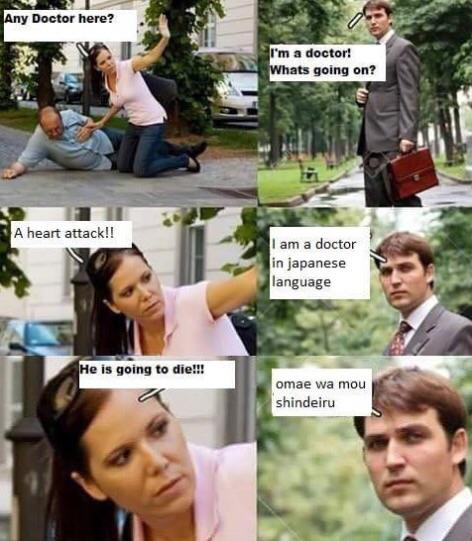 Any Doctor here?
I'm a doctor!
Whats going on?
A heart attack!!
I am a doctor
in japanese
language
He is going to die!!!
omae wa mou
shindeiru